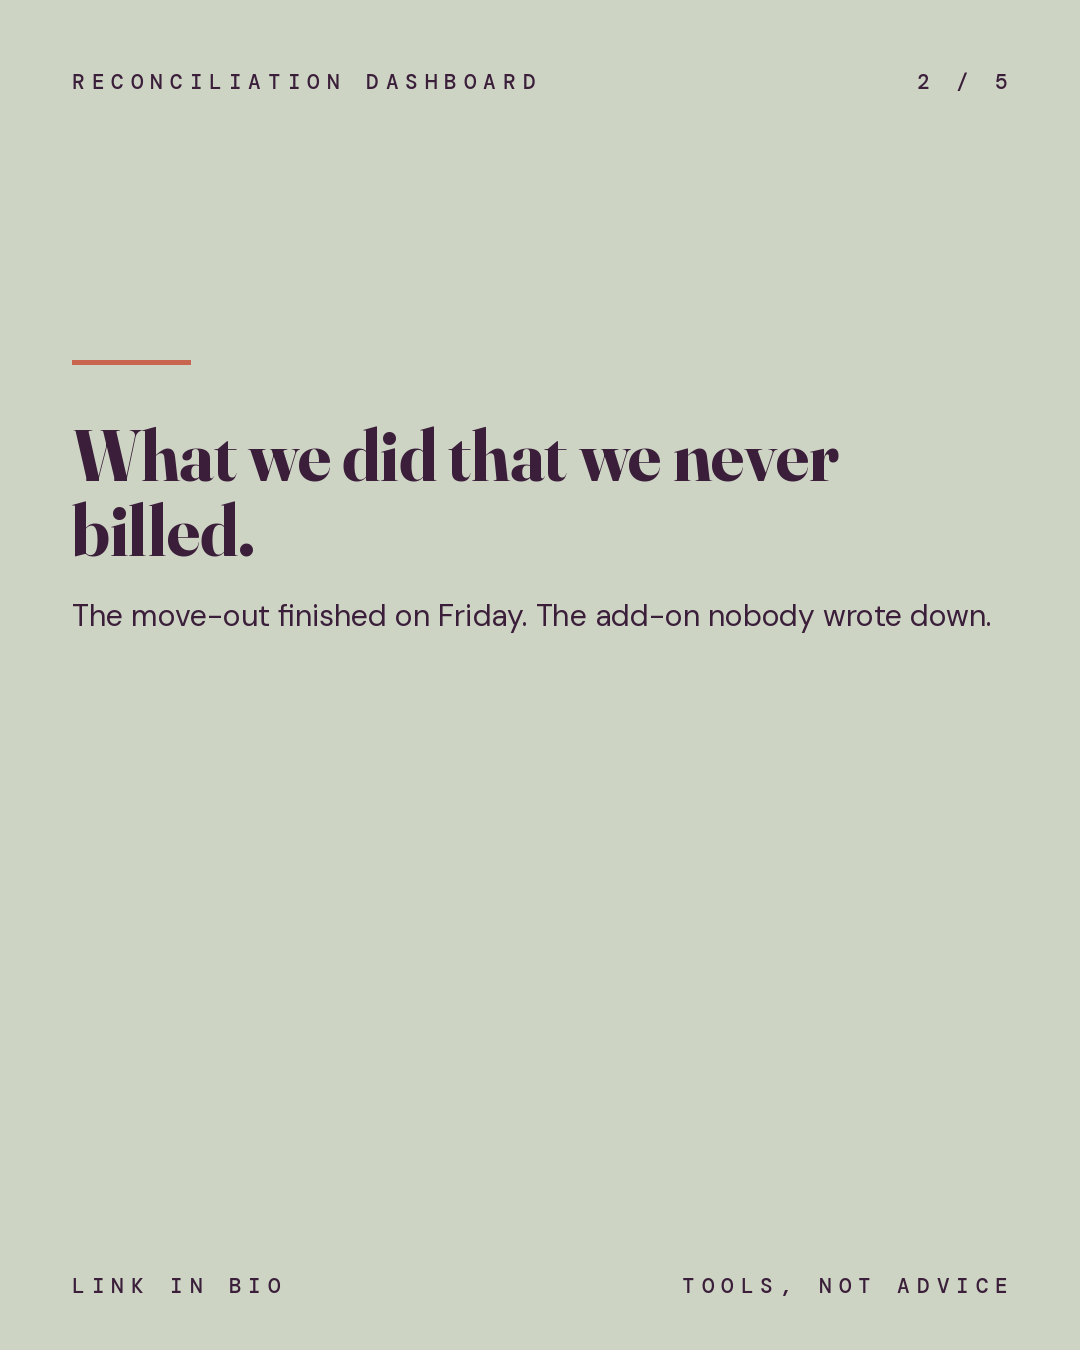 RECONCILIATION DASHBOARD
2 / 5
What we did that we never
billed.
The move-out finished on Friday. The add-on nobody wrote down.
LINK IN BIO
TOOLS, NOT ADVICE